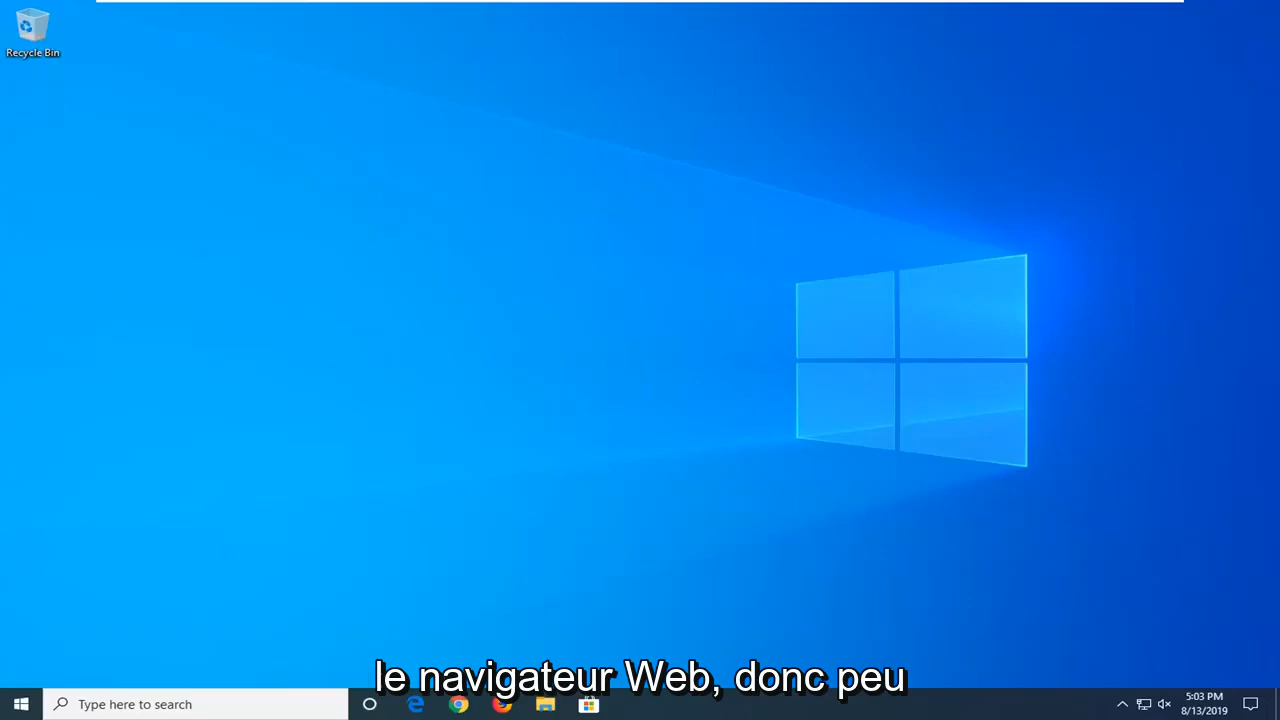 Recycle Bin
le navigateur Web, donc peu
Type here to search
5:03 PM
8/13/2019